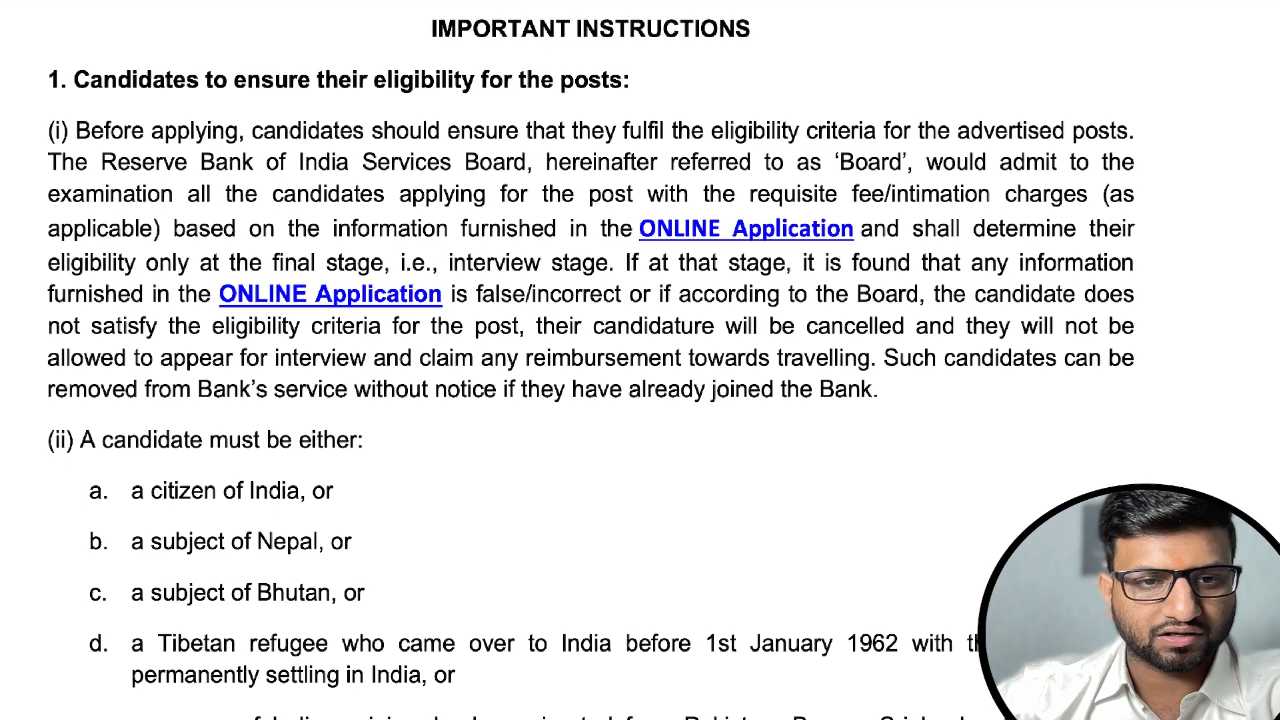 IMPORTANT INSTRUCTIONS
1. Candidates to ensure their eligibility for the posts:
(i) Before applying, candidates should ensure that they fulfil the eligibility criteria for the advertised posts.
The Reserve Bank of India Services Board, hereinafter referred to as ‘Board’, would admit to the
examination all the candidates applying for the post with the requisite fee/intimation charges (as
applicable) based on the information furnished in the ONLINE Application and shall determine their
eligibility only at the final stage, i.e., interview stage. If at that stage, it is found that any information
furnished in the ONLINE Application is false/incorrect or if according to the Board, the candidate does
not satisfy the eligibility criteria for the post, their candidature will be cancelled and they will not be
allowed to appear for interview and claim any reimbursement towards travelling. Such candidates can be
removed from Bank’s service without notice if they have already joined the Bank.
(ii) A candidate must be either:
a. a citizen of India, or
b. a subject of Nepal, or
c. a subject of Bhutan, or
d. a Tibetan refugee who came over to India before 1st January 1962 with
permanently settling in India, or